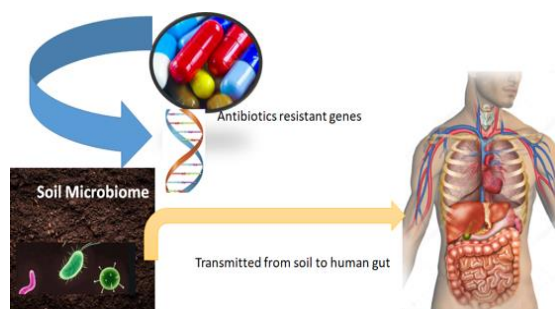 Antibiotics resistant genes
Soil Microbiome
Transmitted from soil to human gut